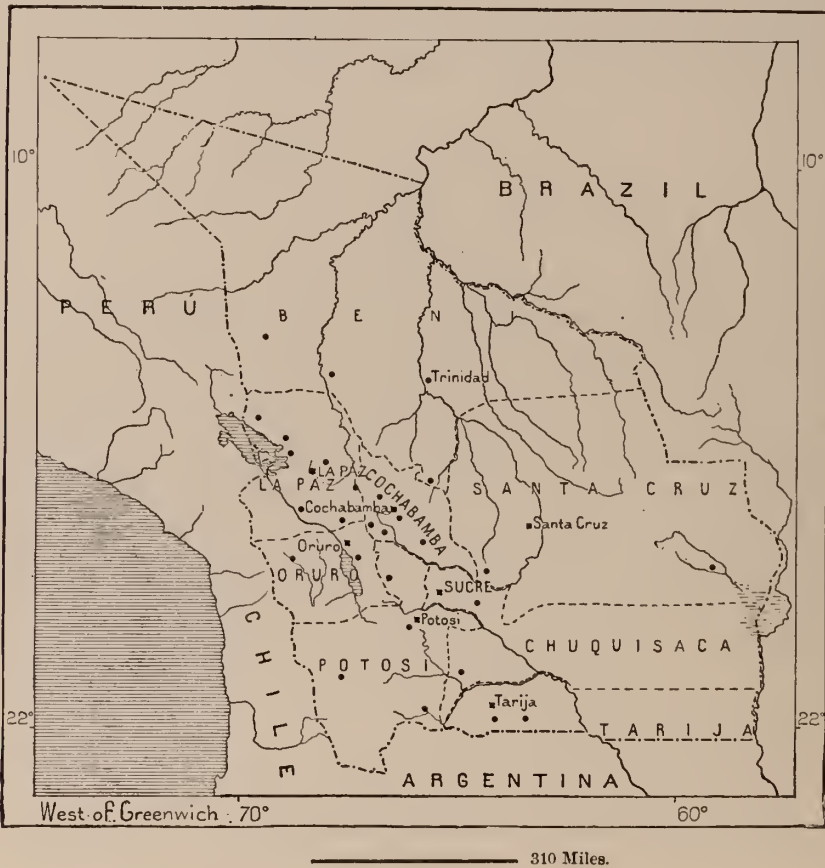 10°
10°
BRAZIL
PERÚ
BENI
Trinidad
LA PAZ
LA PAZ
COCHABAMBA
SANTA CRUZ
Cochabamba
Santa Cruz
Oruro
ORURO
SUCRE
Potosi
CHUQUISACA
CHILE
POTOSI
Tarija
22°
TARIJA
22°
ARGENTINA
West of Greenwich 70°
60°
310 Miles.